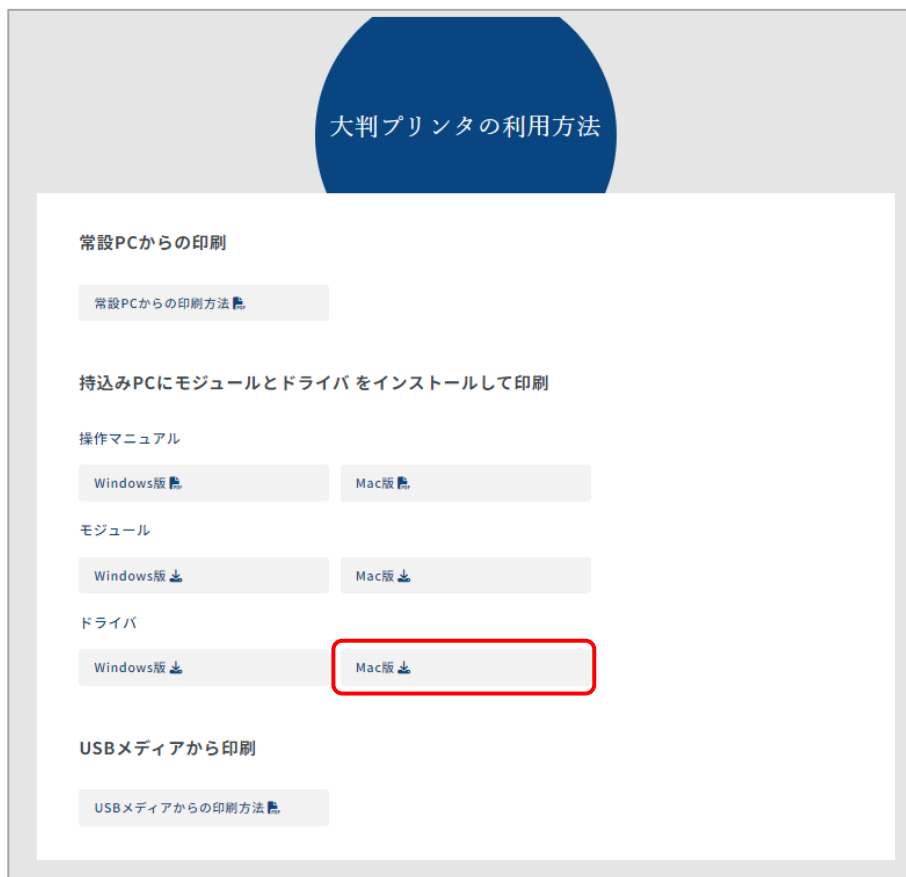 大判プリンタの利用方法
常設PCからの印刷
常設PCからの印刷方法
持込みPCにモジュールとドライバ をインストールして印刷
操作マニュアル
Windows版
Mac版
モジュール
Windows版
Mac版
ドライバ
Windows版
Mac版
USBメディアから印刷
USBメディアからの印刷方法